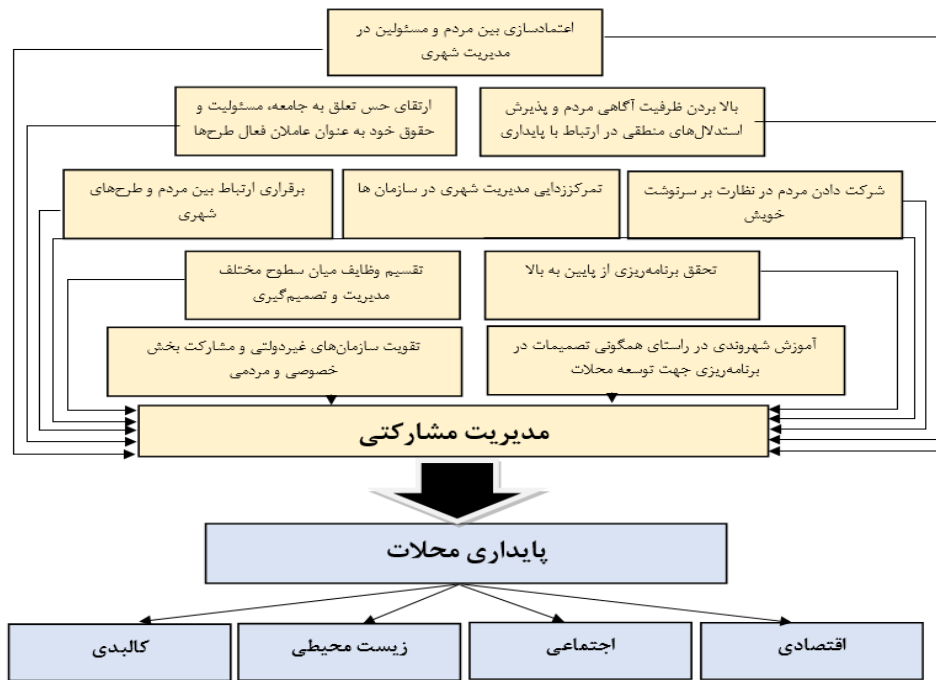 اعتمادسازی بین مردم و مسئولین در
مدیریت شهری
بالا بردن ظرفیت آگاهی مردم و پذیرش
استدلال‌های منطقی در ارتباط با پایداری
ارتقای حس تعلق به جامعه، مسئولیت و
حقوق خود به عنوان عاملان فعال طرح‌ها
شرکت دادن مردم در نظارت بر سرنوشت
خویش
تمرکززدایی مدیریت شهری در سازمان ها
برقراری ارتباط بین مردم و طرح‌های
شهری
تحقق برنامه‌ریزی از پایین به بالا
تقسیم وظایف میان سطوح مختلف
مدیریت و تصمیم‌گیری
آموزش شهروندی در راستای همگونی تصمیمات در
برنامه‌ریزی جهت توسعه محلات
تقویت سازمان‌های غیردولتی و مشارکت بخش
خصوصی و مردمی
مدیریت مشارکتی
پایداری محلات
اقتصادی
اجتماعی
زیست محیطی
کالبدی